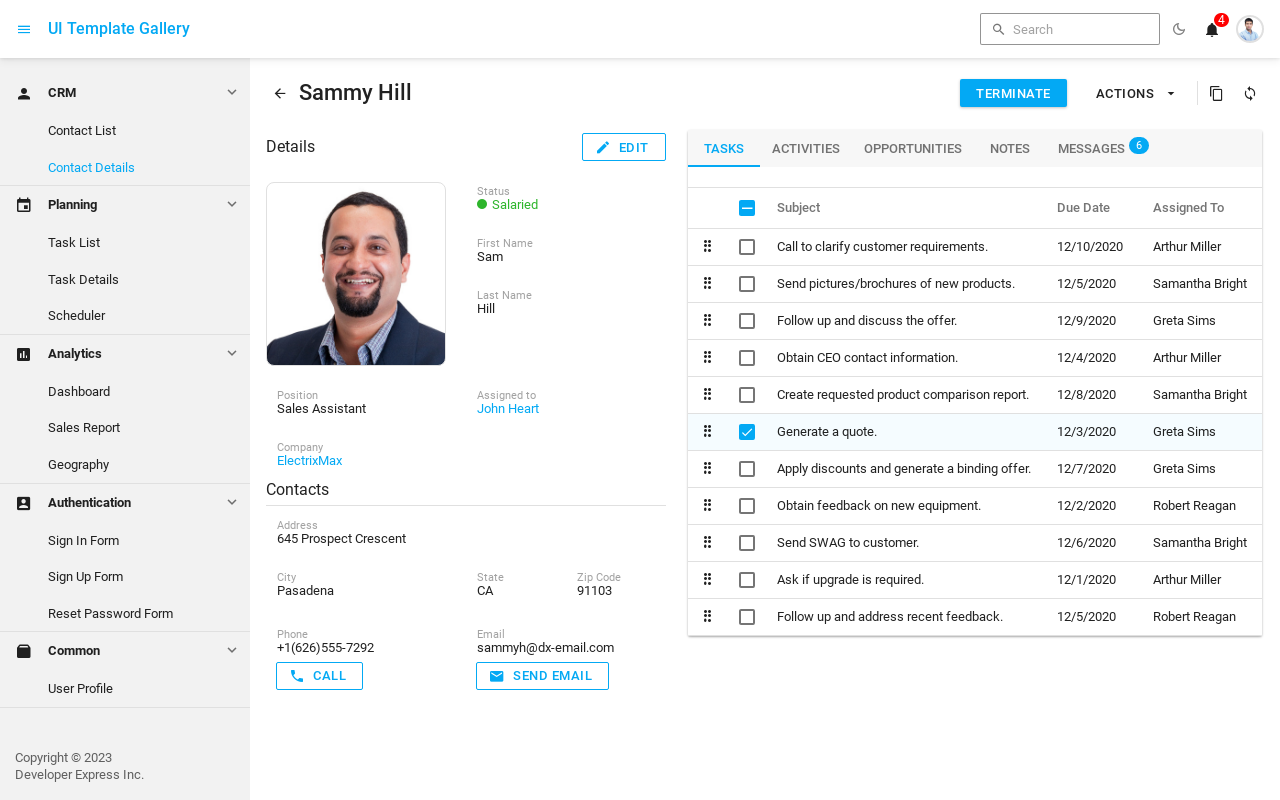 UI Template Gallery
Search
4
CRM
Contact List
Contact Details
Planning
Task List
Task Details
Scheduler
Analytics
Dashboard
Sales Report
Geography
Authentication
Sign In Form
Sign Up Form
Reset Password Form
Common
User Profile
Copyright © 2023
Developer Express Inc.
Sammy Hill
TERMINATE
ACTIONS
Details
EDIT
Status
Salaried
First Name
Sam
Last Name
Hill
Position
Sales Assistant
Assigned to
John Heart
Company
ElectrixMax
Contacts
Address
645 Prospect Crescent
City
Pasadena
State
CA
Zip Code
91103
Phone
+1(626)555-7292
CALL
Email
sammyh@dx-email.com
SEND EMAIL
TASKS ACTIVITIES OPPORTUNITIES NOTES MESSAGES 6
Subject Due Date Assigned To
Call to clarify customer requirements. 12/10/2020 Arthur Miller
Send pictures/brochures of new products. 12/5/2020 Samantha Bright
Follow up and discuss the offer. 12/9/2020 Greta Sims
Obtain CEO contact information. 12/4/2020 Arthur Miller
Create requested product comparison report. 12/8/2020 Samantha Bright
Generate a quote. 12/3/2020 Greta Sims
Apply discounts and generate a binding offer. 12/7/2020 Greta Sims
Obtain feedback on new equipment. 12/2/2020 Robert Reagan
Send SWAG to customer. 12/6/2020 Samantha Bright
Ask if upgrade is required. 12/1/2020 Arthur Miller
Follow up and address recent feedback. 12/5/2020 Robert Reagan